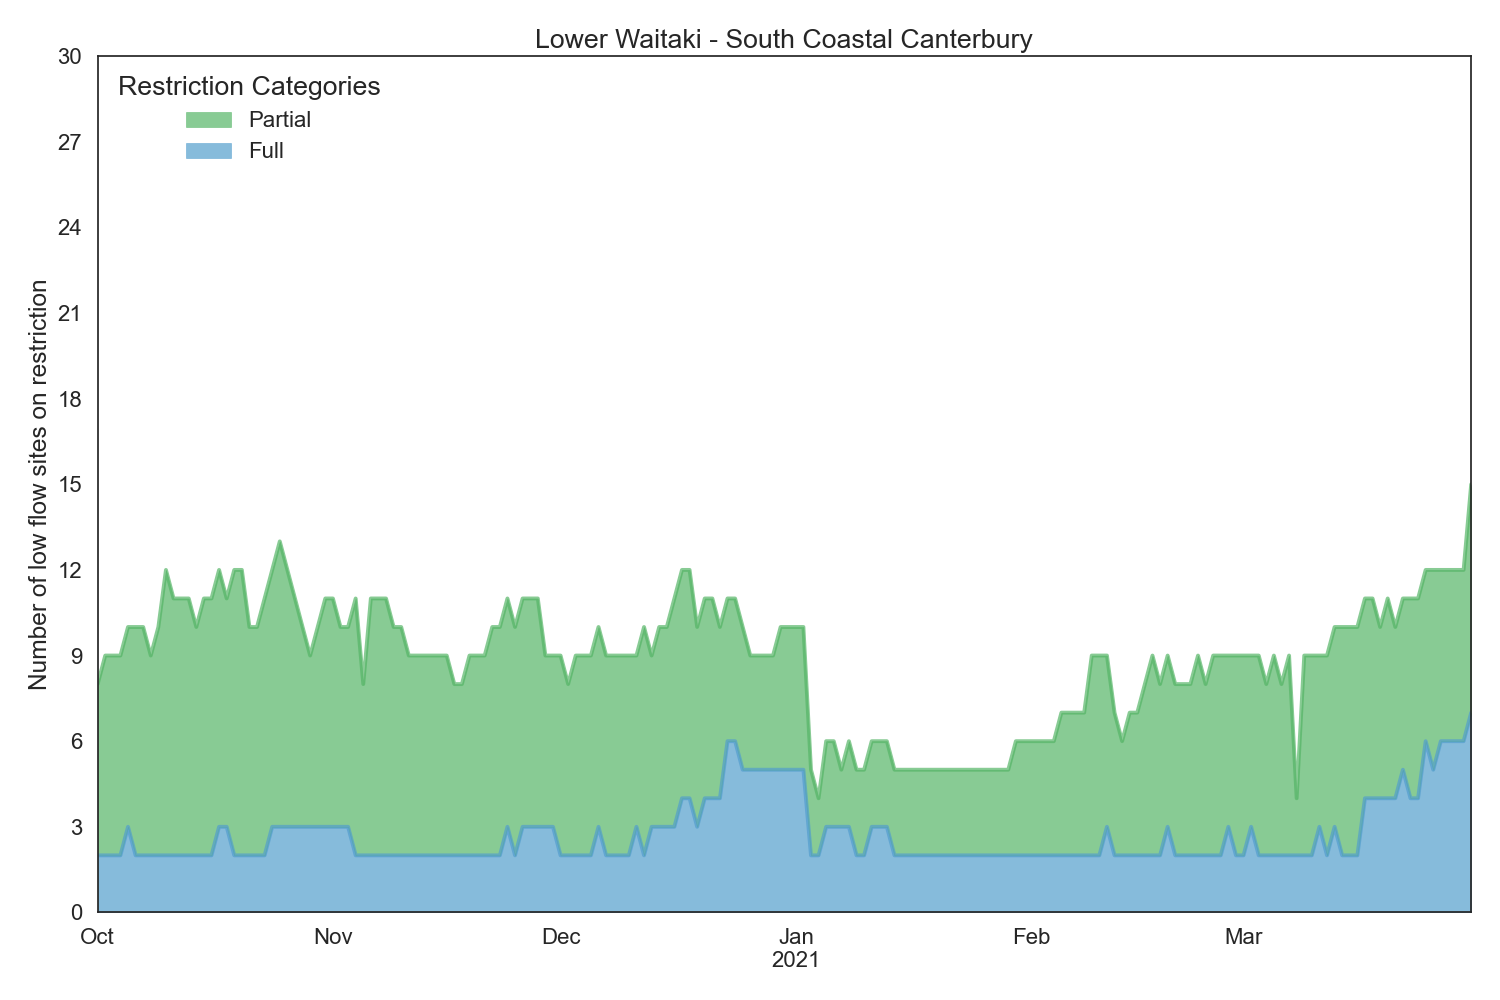 Lower Waitaki - South Coastal Canterbury
Restriction Categories
Partial
Full
Number of low flow sites on restriction
30
27
24
21
18
15
12
9
6
3
0
Oct
Nov
Dec
Jan
2021
Feb
Mar